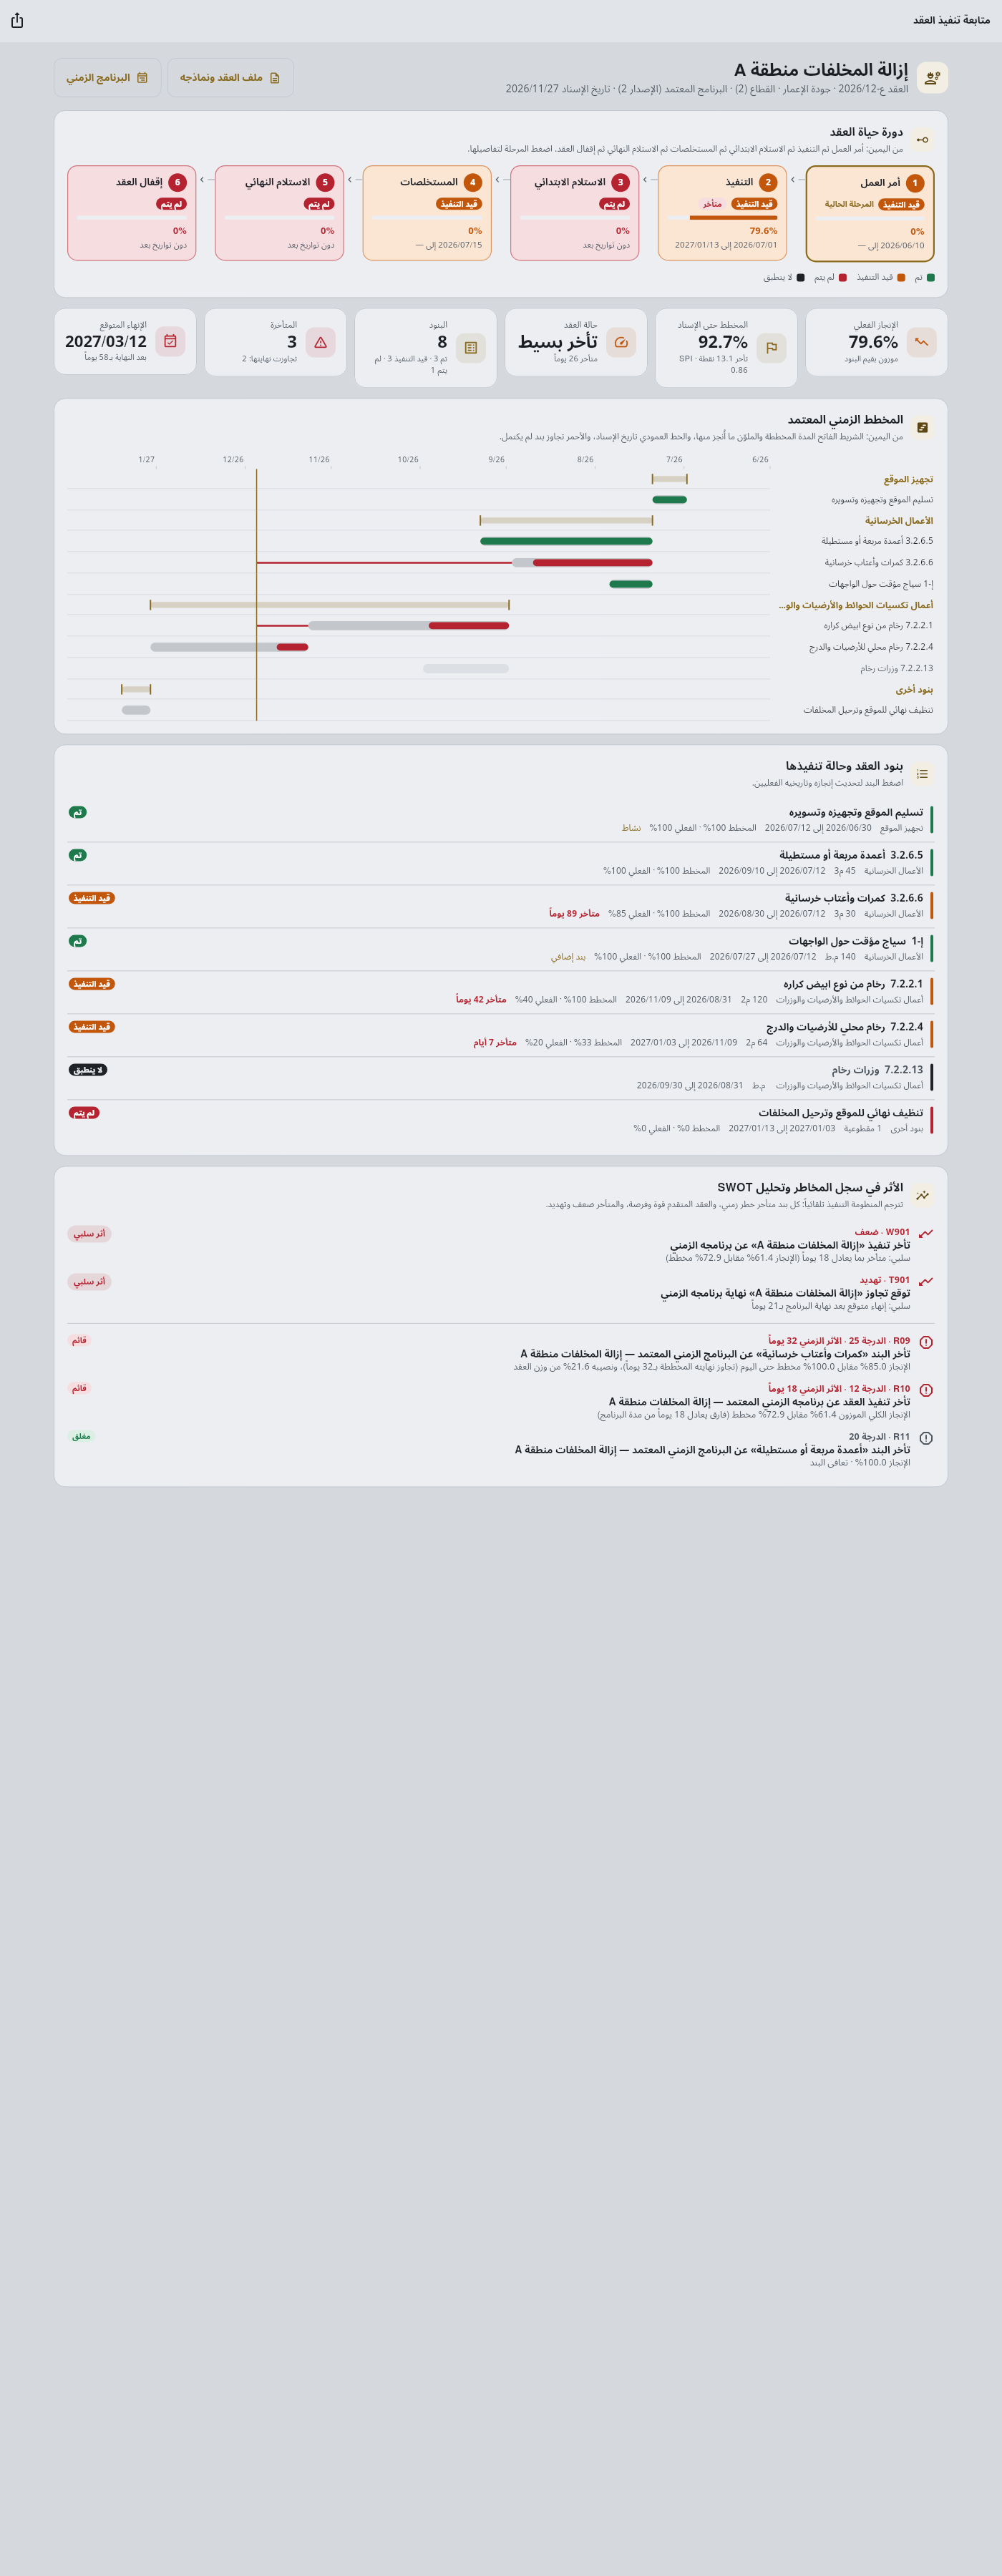 متابعة تنفيذ العقد
إزالة المخلفات منطقة A
العقد ع-2026/12 · جودة الإعمار · القطاع (2) · البرنامج المعتمد (الإصدار 2) · تاريخ الإسناد 2026/11/27
ملف العقد ونماذجه
البرنامج الزمني
دورة حياة العقد
من اليمين: أمر العمل ثم التنفيذ ثم الاستلام الابتدائي ثم المستخلصات ثم الاستلام النهائي ثم إقفال العقد. اضغط المرحلة لتفاصيلها.
1 أمر العمل
قيد التنفيذ المرحلة الحالية
0%
2026/06/10 إلى —
2 التنفيذ
قيد التنفيذ متأخر
79.6%
2026/07/01 إلى 2027/01/13
3 الاستلام الابتدائي
لم يتم
0%
دون تواريخ بعد
4 المستخلصات
قيد التنفيذ
0%
2026/07/15 إلى —
5 الاستلام النهائي
لم يتم
0%
دون تواريخ بعد
6 إقفال العقد
لم يتم
0%
دون تواريخ بعد
تم قيد التنفيذ لم يتم لا ينطبق
الإنجاز الفعلي
79.6%
موزون بقيم البنود
المخطط حتى الإسناد
92.7%
تأخر 13.1 نقطة · SPI
0.86
حالة العقد
تأخر بسيط
متأخر 26 يوماً
البنود
8
تم 3 · قيد التنفيذ 3 · لم
يتم 1
المتأخرة
3
تجاوزت نهايتها: 2
الإنهاء المتوقع
2027/03/12
بعد النهاية بـ58 يوماً
المخطط الزمني المعتمد
من اليمين: الشريط الفاتح المدة المخططة والملوّن ما أُنجز منها، والخط العمودي تاريخ الإسناد، والأحمر تجاوز بند لم يكتمل.
6/26 7/26 8/26 9/26 10/26 11/26 12/26 1/27
تجهيز الموقع
تسليم الموقع وتجهيزه وتسويره
الأعمال الخرسانية
3.2.6.5 أعمدة مربعة أو مستطيلة
3.2.6.6 كمرات وأعتاب خرسانية
إ-1 سياج مؤقت حول الواجهات
أعمال تكسيات الحوائط والأرضيات والو...
7.2.2.1 رخام من نوع ابيض كراره
7.2.2.4 رخام محلي للأرضيات والدرج
7.2.2.13 وزرات رخام
بنود أخرى
تنظيف نهائي للموقع وترحيل المخلفات
بنود العقد وحالة تنفيذها
اضغط البند لتحديث إنجازه وتاريخيه الفعليين.
تسليم الموقع وتجهيزه وتسويره
تم
تجهيز الموقع 2026/06/30 إلى 2026/07/12 المخطط 100% · الفعلي 100% نشاط
3.2.6.5 أعمدة مربعة أو مستطيلة
تم
الأعمال الخرسانية 45 م3 2026/07/12 إلى 2026/09/10 المخطط 100% · الفعلي 100%
3.2.6.6 كمرات وأعتاب خرسانية
قيد التنفيذ
الأعمال الخرسانية 30 م3 2026/07/12 إلى 2026/08/30 المخطط 100% · الفعلي 85% متأخر 89 يوماً
إ-1 سياج مؤقت حول الواجهات
تم
الأعمال الخرسانية 140 م.ط 2026/07/12 إلى 2026/07/27 المخطط 100% · الفعلي 100% بند إضافي
7.2.2.1 رخام من نوع ابيض كراره
قيد التنفيذ
أعمال تكسيات الحوائط والأرضيات والوزرات 120 م2 2026/08/31 إلى 2026/11/09 المخطط 100% · الفعلي 40% متأخر 42 يوماً
7.2.2.4 رخام محلي للأرضيات والدرج
قيد التنفيذ
أعمال تكسيات الحوائط والأرضيات والوزرات 64 م2 2026/11/09 إلى 2027/01/03 المخطط 33% · الفعلي 20% متأخر 7 أيام
7.2.2.13 وزرات رخام
لا ينطبق
أعمال تكسيات الحوائط والأرضيات والوزرات م.ط 2026/08/31 إلى 2026/09/30
تنظيف نهائي للموقع وترحيل المخلفات
لم يتم
بنود أخرى 1 مقطوعية 2027/01/03 إلى 2027/01/13 المخطط 0% · الفعلي 0%
الأثر في سجل المخاطر وتحليل SWOT
تترجم المنظومة التنفيذ تلقائياً: كل بند متأخر خطر زمني، والعقد المتقدم قوة وفرصة، والمتأخر ضعف وتهديد.
W901 · ضعف
أثر سلبي
تأخر تنفيذ «إزالة المخلفات منطقة A» عن برنامجه الزمني
سلبي: متأخر بما يعادل 18 يوماً (الإنجاز 61.4% مقابل 72.9% مخطط)
T901 · تهديد
أثر سلبي
توقع تجاوز «إزالة المخلفات منطقة A» نهاية برنامجه الزمني
سلبي: إنهاء متوقع بعد نهاية البرنامج بـ21 يوماً
R09 · الدرجة 25 · الأثر الزمني 32 يوماً
قائم
تأخر البند «كمرات وأعتاب خرسانية» عن البرنامج الزمني المعتمد — إزالة المخلفات منطقة A
الإنجاز 85.0% مقابل 100.0% مخطط حتى اليوم (تجاوز نهايته المخططة بـ32 يوماً)، ونصيبه 21.6% من وزن العقد
R10 · الدرجة 12 · الأثر الزمني 18 يوماً
قائم
تأخر تنفيذ العقد عن برنامجه الزمني المعتمد — إزالة المخلفات منطقة A
الإنجاز الكلي الموزون 61.4% مقابل 72.9% مخطط (فارق يعادل 18 يوماً من مدة البرنامج)
R11 · الدرجة 20
مغلق
تأخر البند «أعمدة مربعة أو مستطيلة» عن البرنامج الزمني المعتمد — إزالة المخلفات منطقة A
الإنجاز 100.0% · تعافى البند